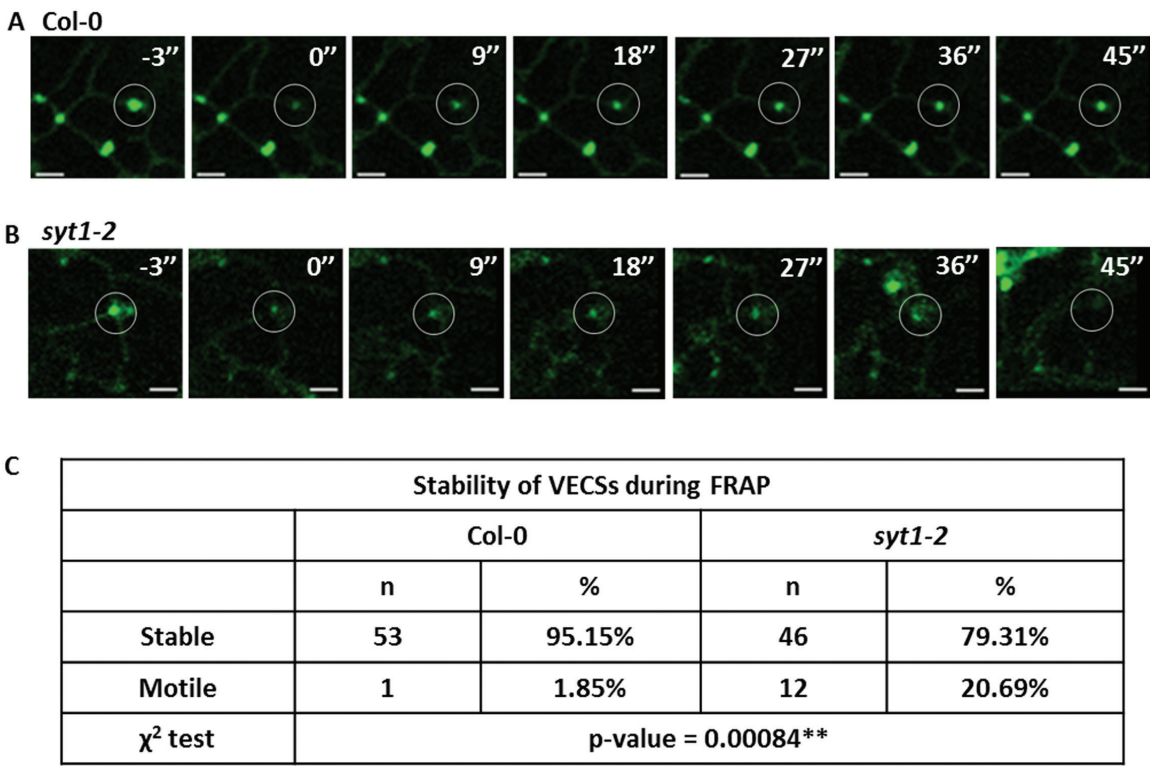 A Col-0
-3” 0” 9” 18” 27” 36” 45”
B syt1-2
-3” 0” 9” 18” 27” 36” 45”
C
Stability of VECSs during FRAP
Col-0 syt1-2
n % n %
Stable 53 95.15% 46 79.31%
Motile 1 1.85% 12 20.69%
χ² test p-value = 0.00084**